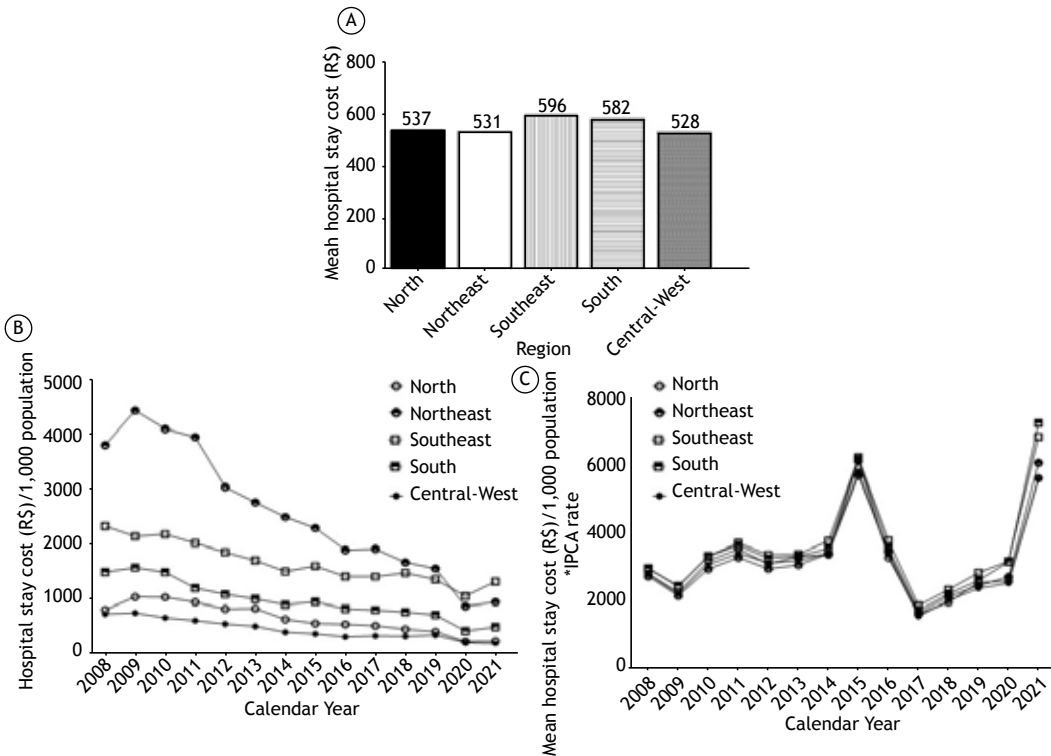 A
Meah hospital stay cost (R$)
800
600
400
200
0
537
531
596
582
528
North
Northeast
Southeast
South
Central-West
Region
B
Hospital stay cost (R$)/1,000 population
5000
4000
3000
2000
1000
0
North
Northeast
Southeast
South
Central-West
2008
2009
2010
2011
2012
2013
2014
2015
2016
2017
2018
2019
2020
2021
Calendar Year
C
Mean hospital stay cost (R$)/1,000 population
*IPCA rate
8000
6000
4000
2000
0
North
Northeast
Southeast
South
Central-West
2008
2009
2010
2011
2012
2013
2014
2015
2016
2017
2018
2019
2020
2021
Calendar Year